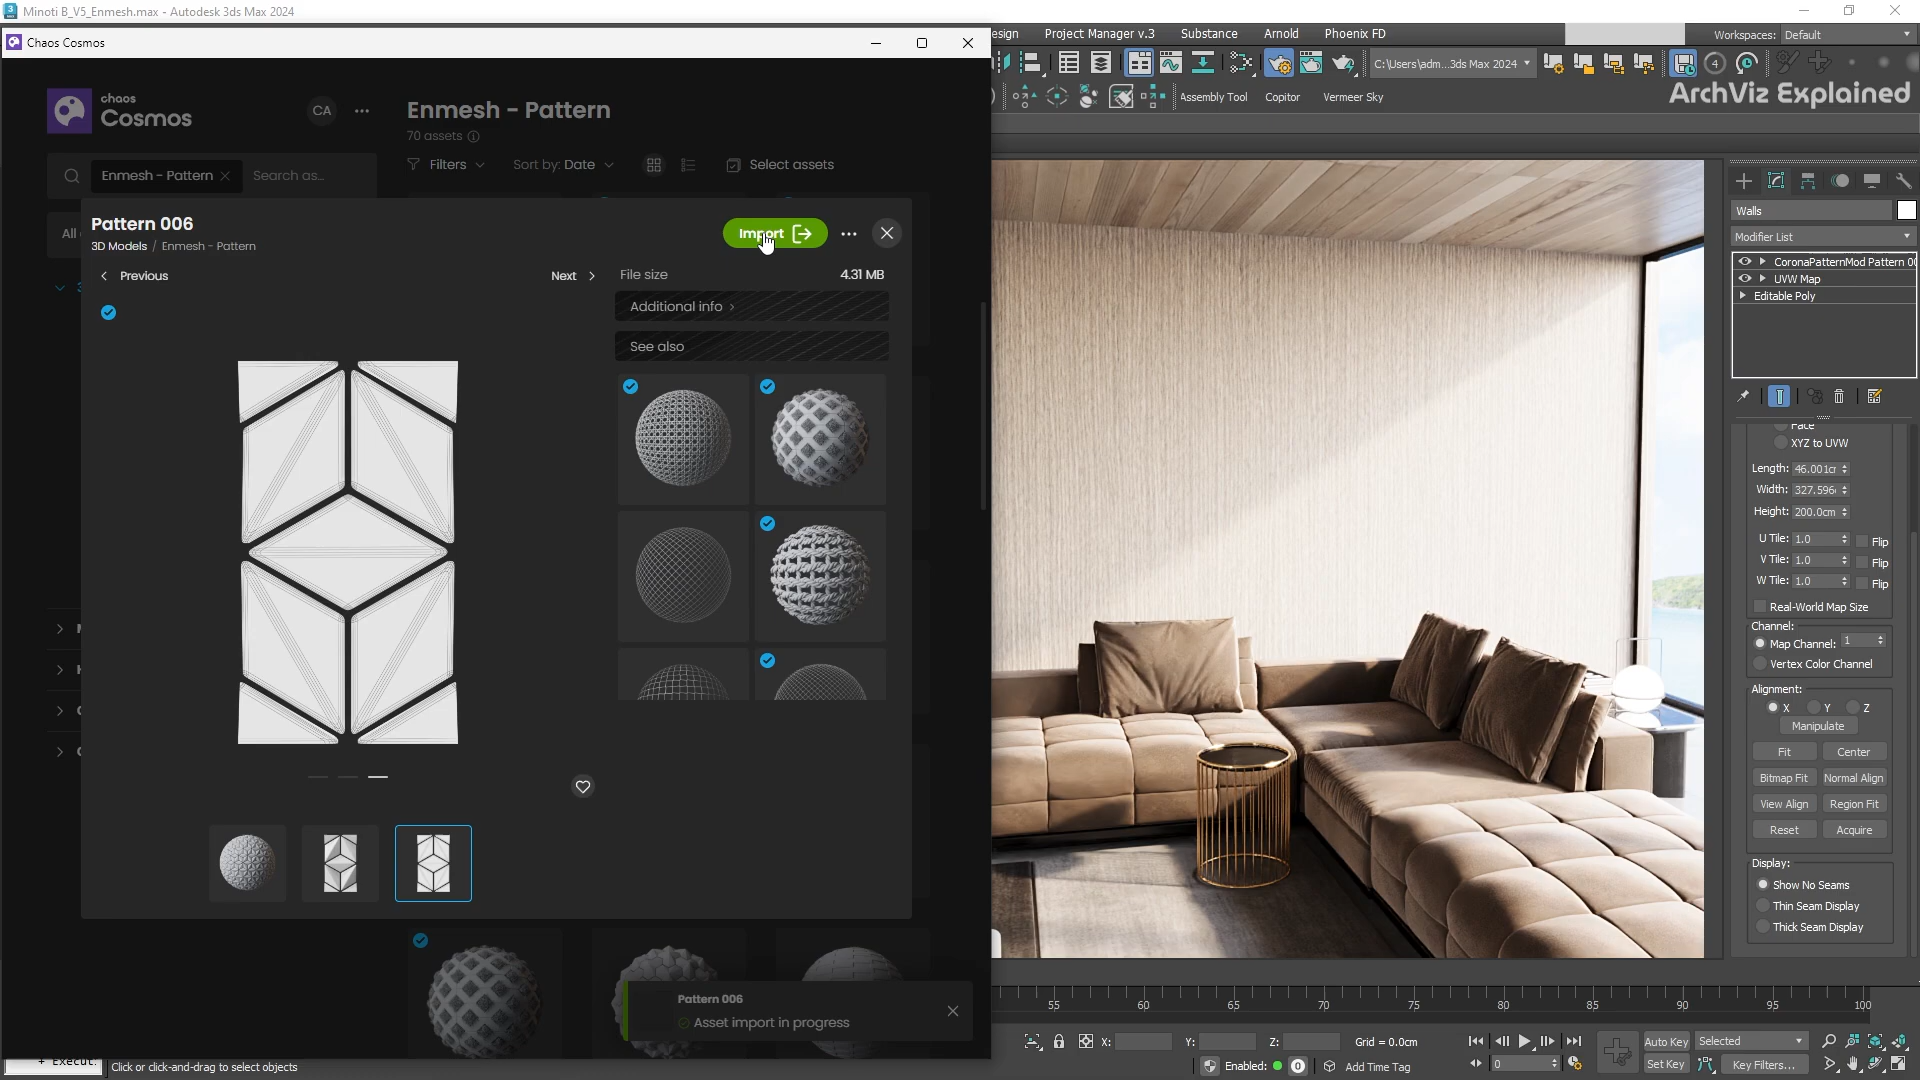 Minoti B_V5_Enmesh.max - Autodesk 3ds Max 2024
Chaos Cosmos
esign Project Manager v.3 Substance Arnold Phoenix FD
Workspaces: Default
C:\Users\adm...3ds Max 2024
4
Assembly Tool Copitor Vermeer Sky
ArchViz Explained
chaos
Cosmos
CA
Enmesh - Pattern
70 assets
Enmesh - Pattern
Search as...
Filters
Sort by: Date
Select assets
All
Pattern 006
3D Models / Enmesh - Pattern
Import
Previous
Next
File size 4.31 MB
Additional info
See also
Pattern 006
Asset import in progress
Walls
Modifier List
CoronaPatternMod Pattern 00
UVW Map
Editable Poly
Face
XYZ to UVW
Length: 46.001cr
Width: 327.596
Height: 200.0cm
U Tile: 1.0 Flip
V Tile: 1.0 Flip
W Tile: 1.0 Flip
Real-World Map Size
Channel:
Map Channel: 1
Vertex Color Channel
Alignment:
X Y Z
Manipulate
Fit Center
Bitmap Fit Normal Align
View Align Region Fit
Reset Acquire
Display:
Show No Seams
Thin Seam Display
Thick Seam Display
55 60 65 70 75 80 85 90 95 100
X: Y: Z: Grid = 0.0cm
Auto Key Selected
Enabled: 0 Add Time Tag
0
Set Key Key Filters...
Click or click-and-drag to select objects